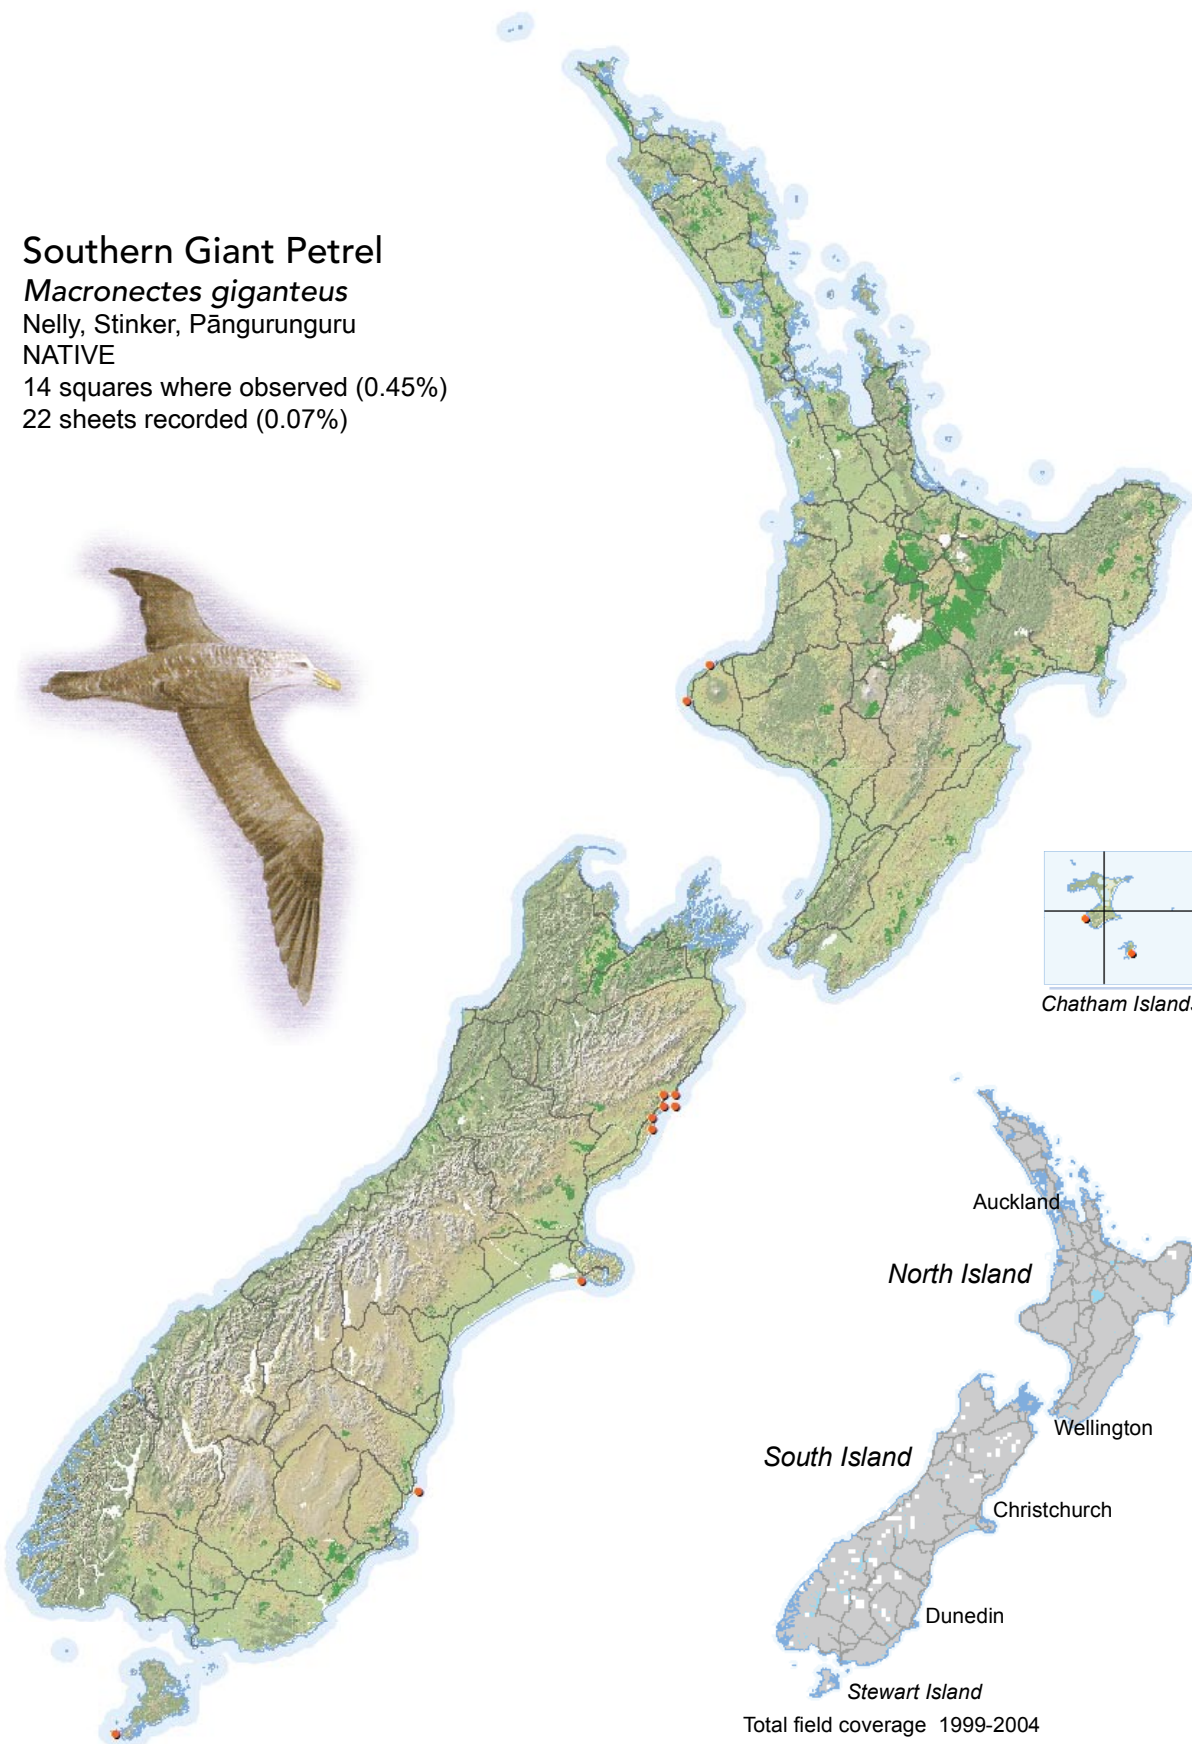 Southern Giant Petrel
Macronectes giganteus
Nelly, Stinker, Pāngurunguru
NATIVE
14 squares where observed (0.45%)
22 sheets recorded (0.07%)
Chatham Islands
Auckland
North Island
Wellington
South Island
Christchurch
Dunedin
Stewart Island
Total field coverage 1999-2004